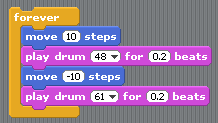 forever
move 10 steps
play drum 48 for 0.2 beats
move -10 steps
play drum 61 for 0.2 beats